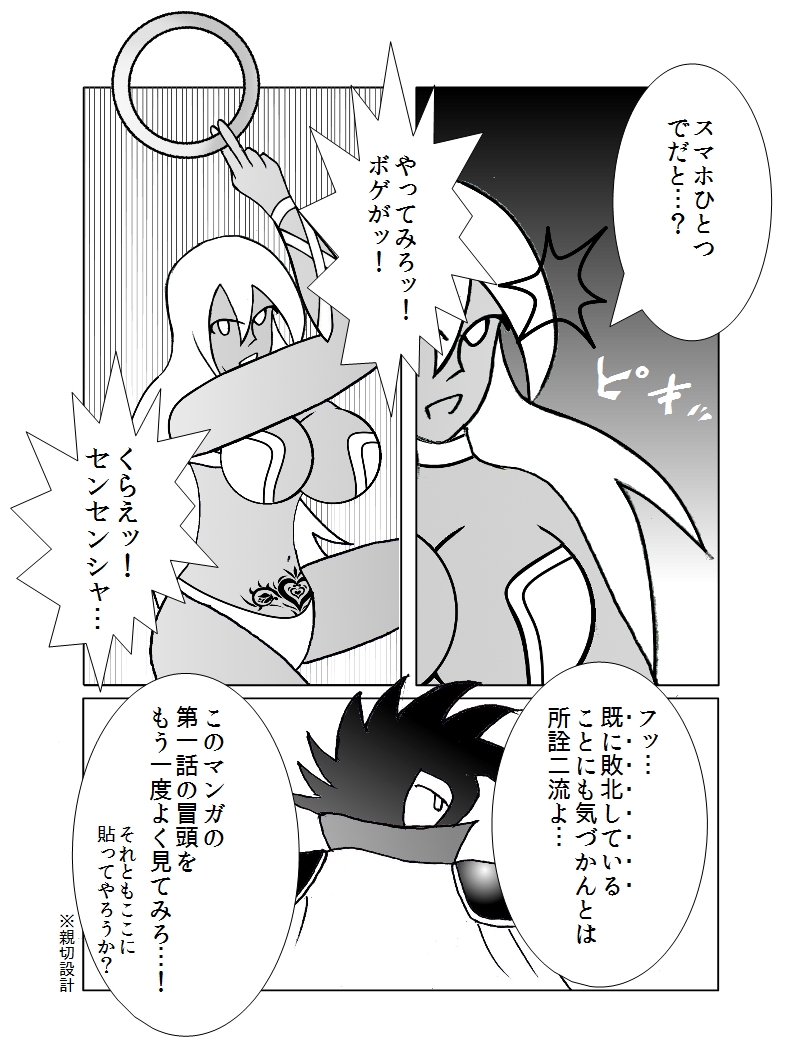 スマホひとつ
でだと…?
ピギッ
やってみろッ!
ボゲがッ!
くらえッ!
センセンシャ…
フッ…
既に敗北している
ことにも気づかんとは
所詮二流よ…
このマンガの
第一話の冒頭を
もう一度よく見てみろ…!
それともここに
貼ってやろうか?
※親切設計